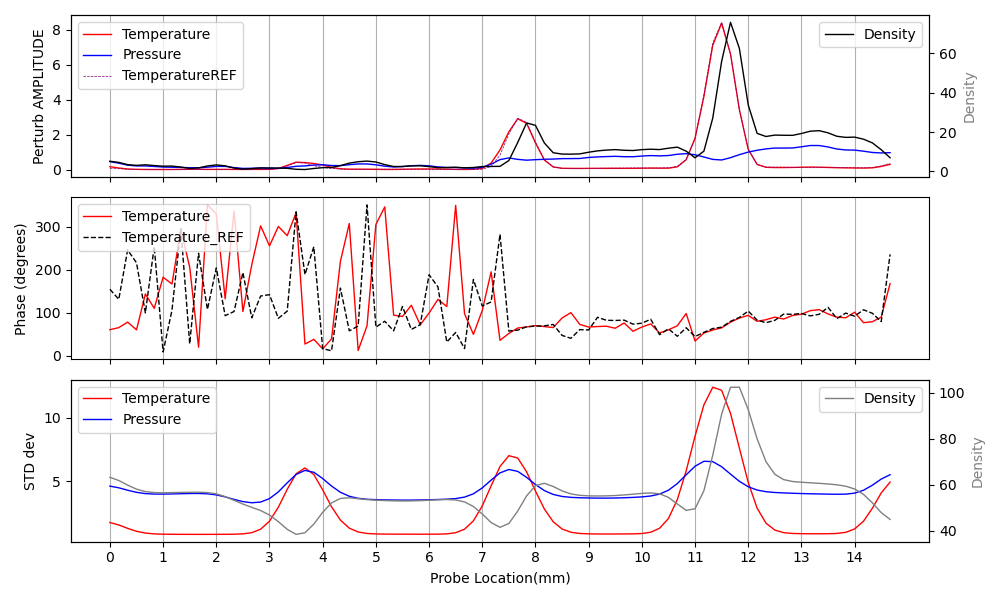 Perturb AMPLITUDE
8
6
4
2
0
Temperature
Pressure
TemperatureREF
Density
60
40
20
0
Density
Phase (degrees)
300
200
100
0
Temperature
Temperature_REF
STD dev
10
5
Temperature
Pressure
Density
100
80
60
40
Density
0 1 2 3 4 5 6 7 8 9 10 11 12 13 14
Probe Location(mm)